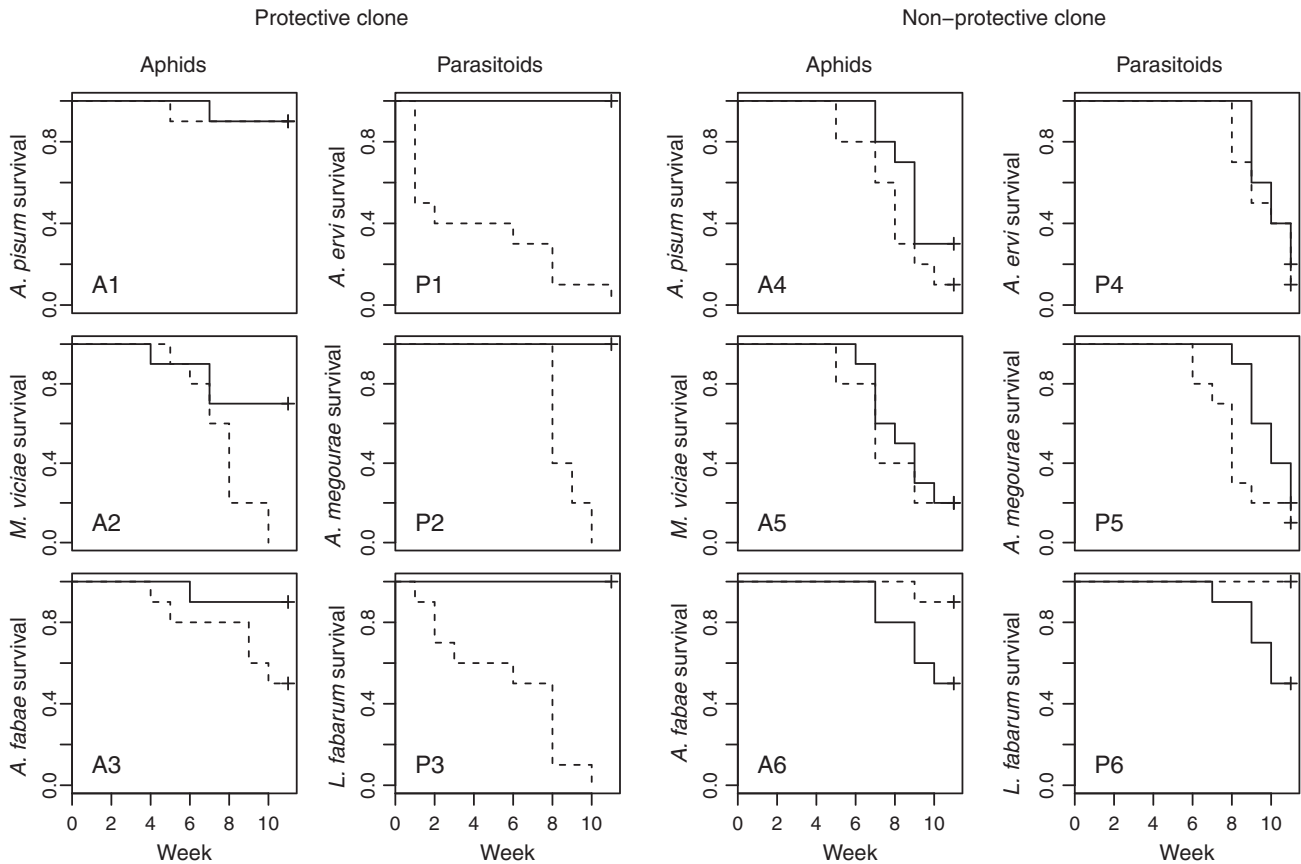 Protective clone
Non−protective clone
Aphids
Parasitoids
Aphids
Parasitoids
A. pisum survival
0.0 0.4 0.8
A1
A. ervi survival
0.0 0.4 0.8
P1
A. pisum survival
0.0 0.4 0.8
A4
A. ervi survival
0.0 0.4 0.8
P4
M. viciae survival
0.0 0.4 0.8
A2
A. megourae survival
0.0 0.4 0.8
P2
M. viciae survival
0.0 0.4 0.8
A5
A. megourae survival
0.0 0.4 0.8
P5
A. fabae survival
0.0 0.4 0.8
A3
L. fabarum survival
0.0 0.4 0.8
P3
A. fabae survival
0.0 0.4 0.8
A6
L. fabarum survival
0.0 0.4 0.8
P6
0 2 4 6 8 10
0 2 4 6 8 10
0 2 4 6 8 10
0 2 4 6 8 10
Week
Week
Week
Week